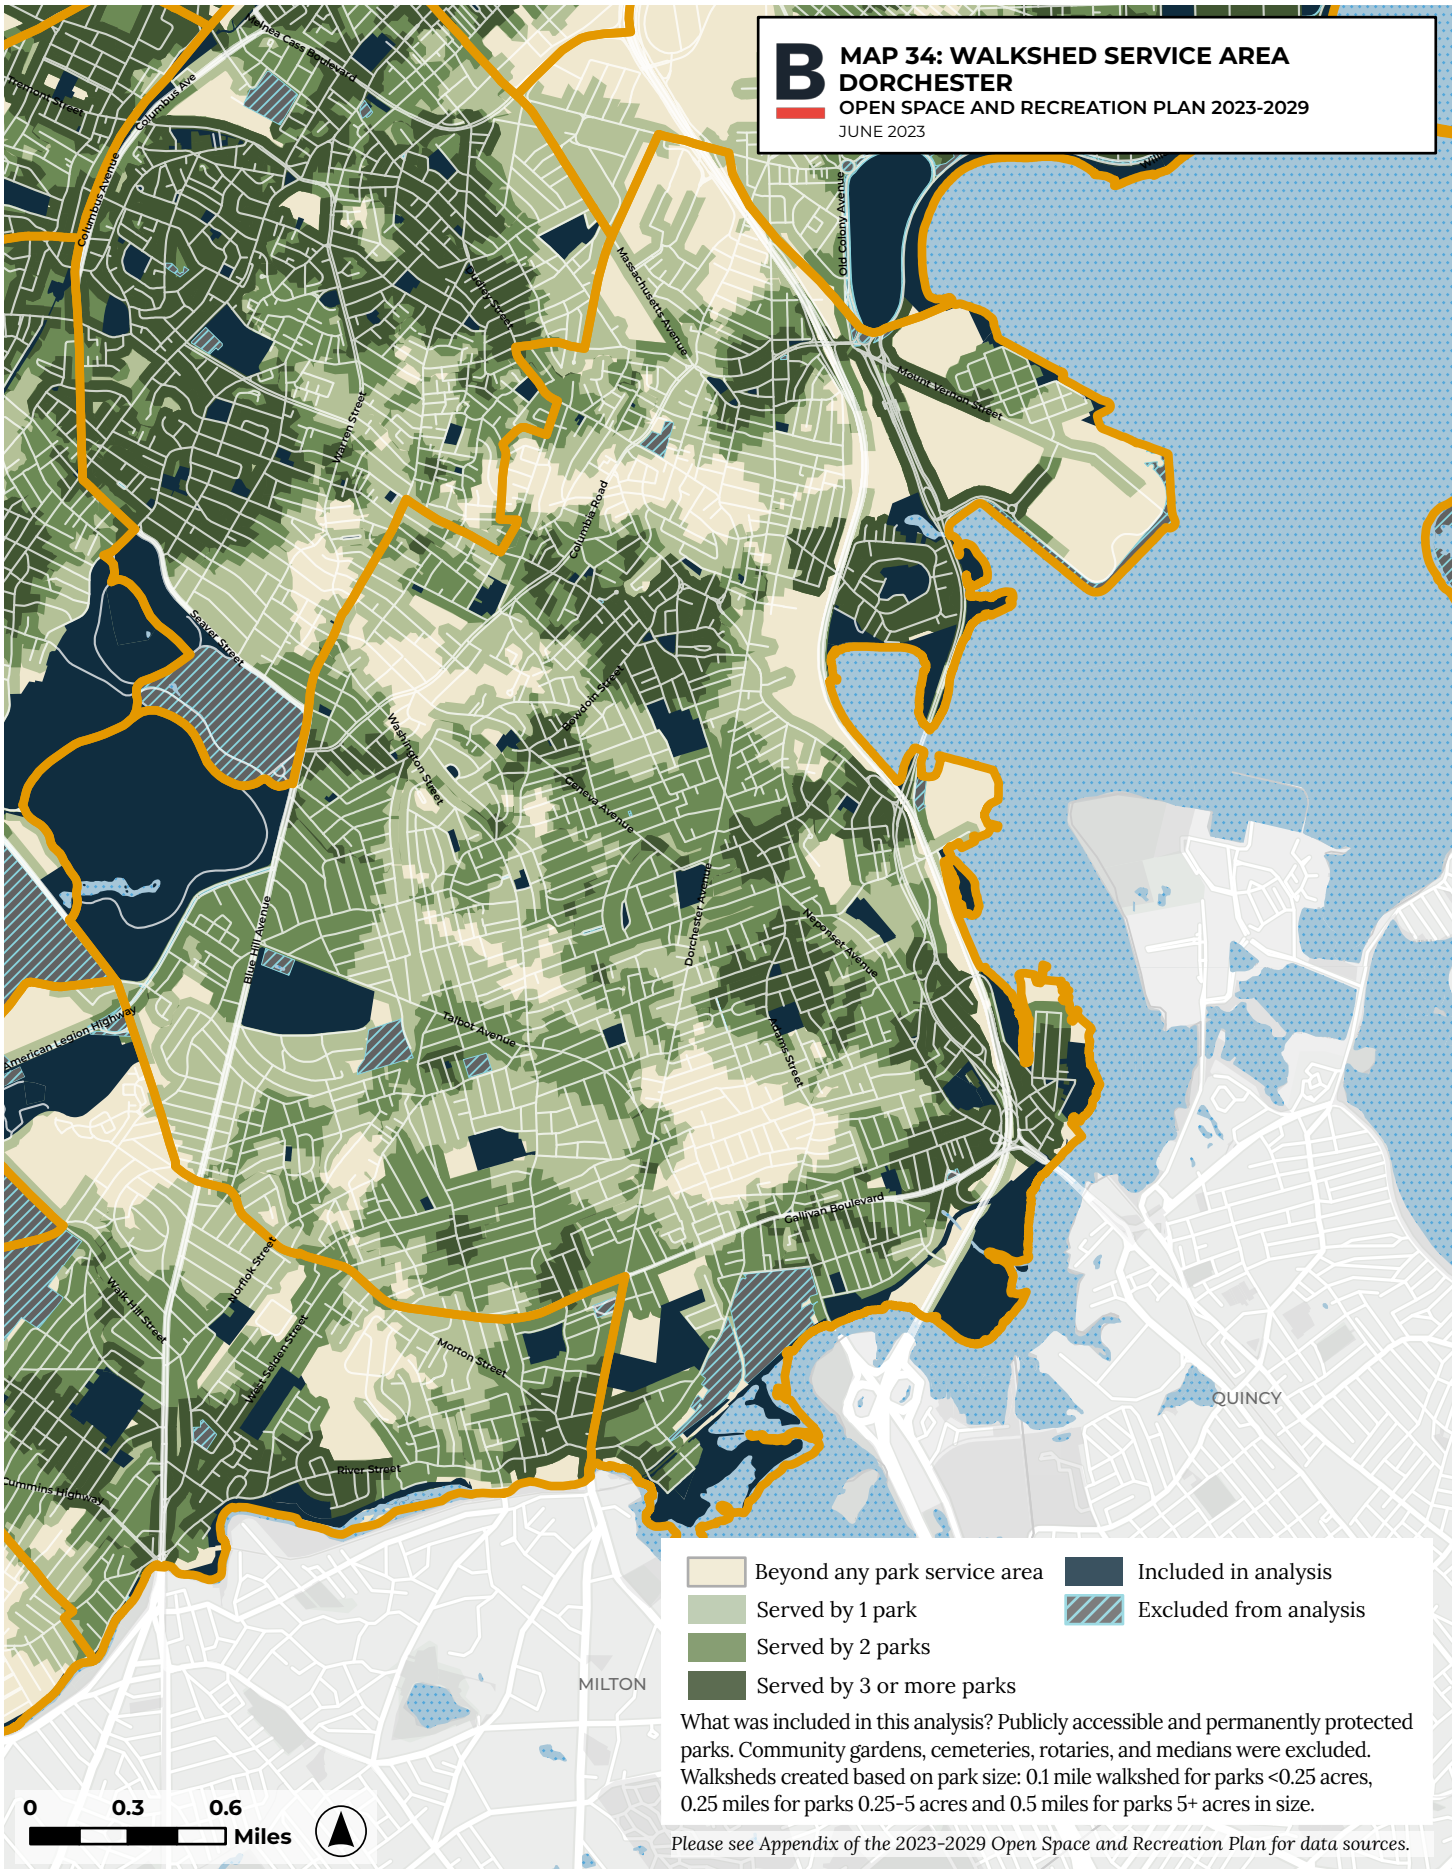 B
MAP 34: WALKSHED SERVICE AREA
DORCHESTER
OPEN SPACE AND RECREATION PLAN 2023-2029
JUNE 2023
Melnea Cass Boulevard
Tremont Street
Columbus Ave
Columbus Avenue
Old Colony Avenue
Massachusetts Avenue
Dudley Street
Mount Vernon Street
Warren Street
Columbia Road
Seaver Street
Bowdoin Street
Washington Street
Geneva Avenue
Dorchester Avenue
Neponset Avenue
Blue Hill Avenue
American Legion Highway
Talbot Avenue
Adams Street
Gallivan Boulevard
Norflok Street
Walk Hill Street
West Selden Street
Morton Street
River Street
Cummins Highway
QUINCY
MILTON
Beyond any park service area
Served by 1 park
Served by 2 parks
Served by 3 or more parks
Included in analysis
Excluded from analysis
What was included in this analysis? Publicly accessible and permanently protected
parks. Community gardens, cemeteries, rotaries, and medians were excluded.
Walksheds created based on park size: 0.1 mile walkshed for parks <0.25 acres,
0.25 miles for parks 0.25-5 acres and 0.5 miles for parks 5+ acres in size.
Please see Appendix of the 2023-2029 Open Space and Recreation Plan for data sources.
0 0.3 0.6
Miles